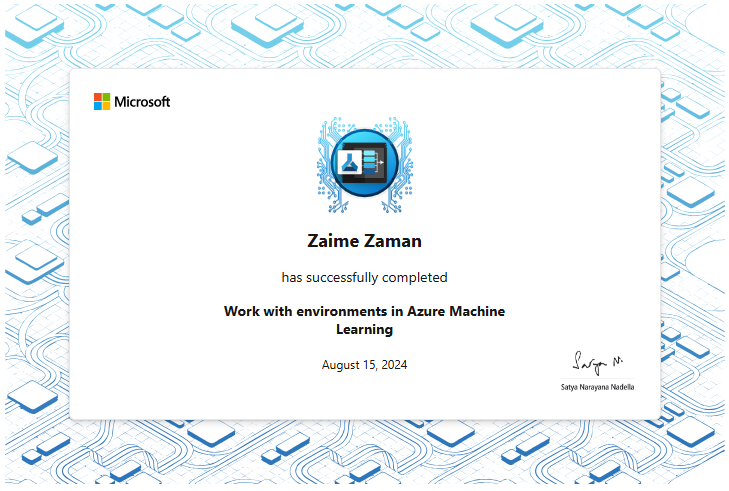 Microsoft
Zaime Zaman
has successfully completed
Work with environments in Azure Machine
Learning
August 15, 2024
Satya N.
Satya Narayana Nadella